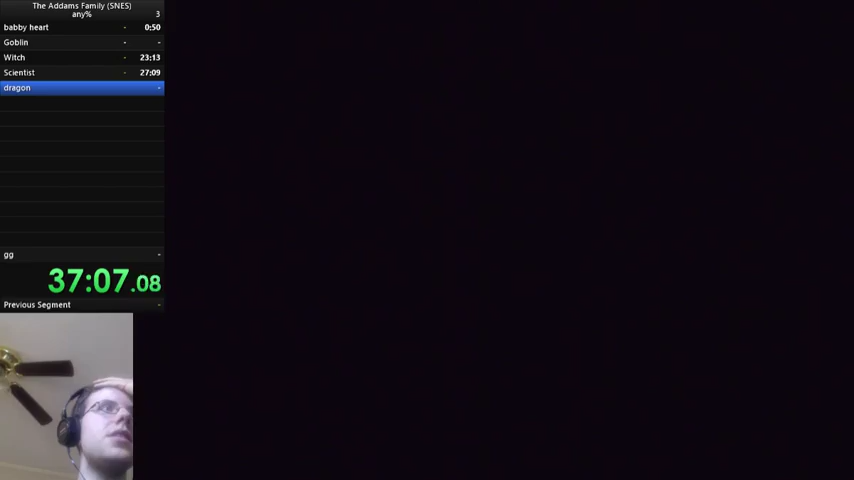 The Addams Family (SNES)
any% 3
babby heart - 0:50
Goblin - -
Witch - 23:13
Scientist - 27:09
dragon -
gg -
37:07.08
Previous Segment -